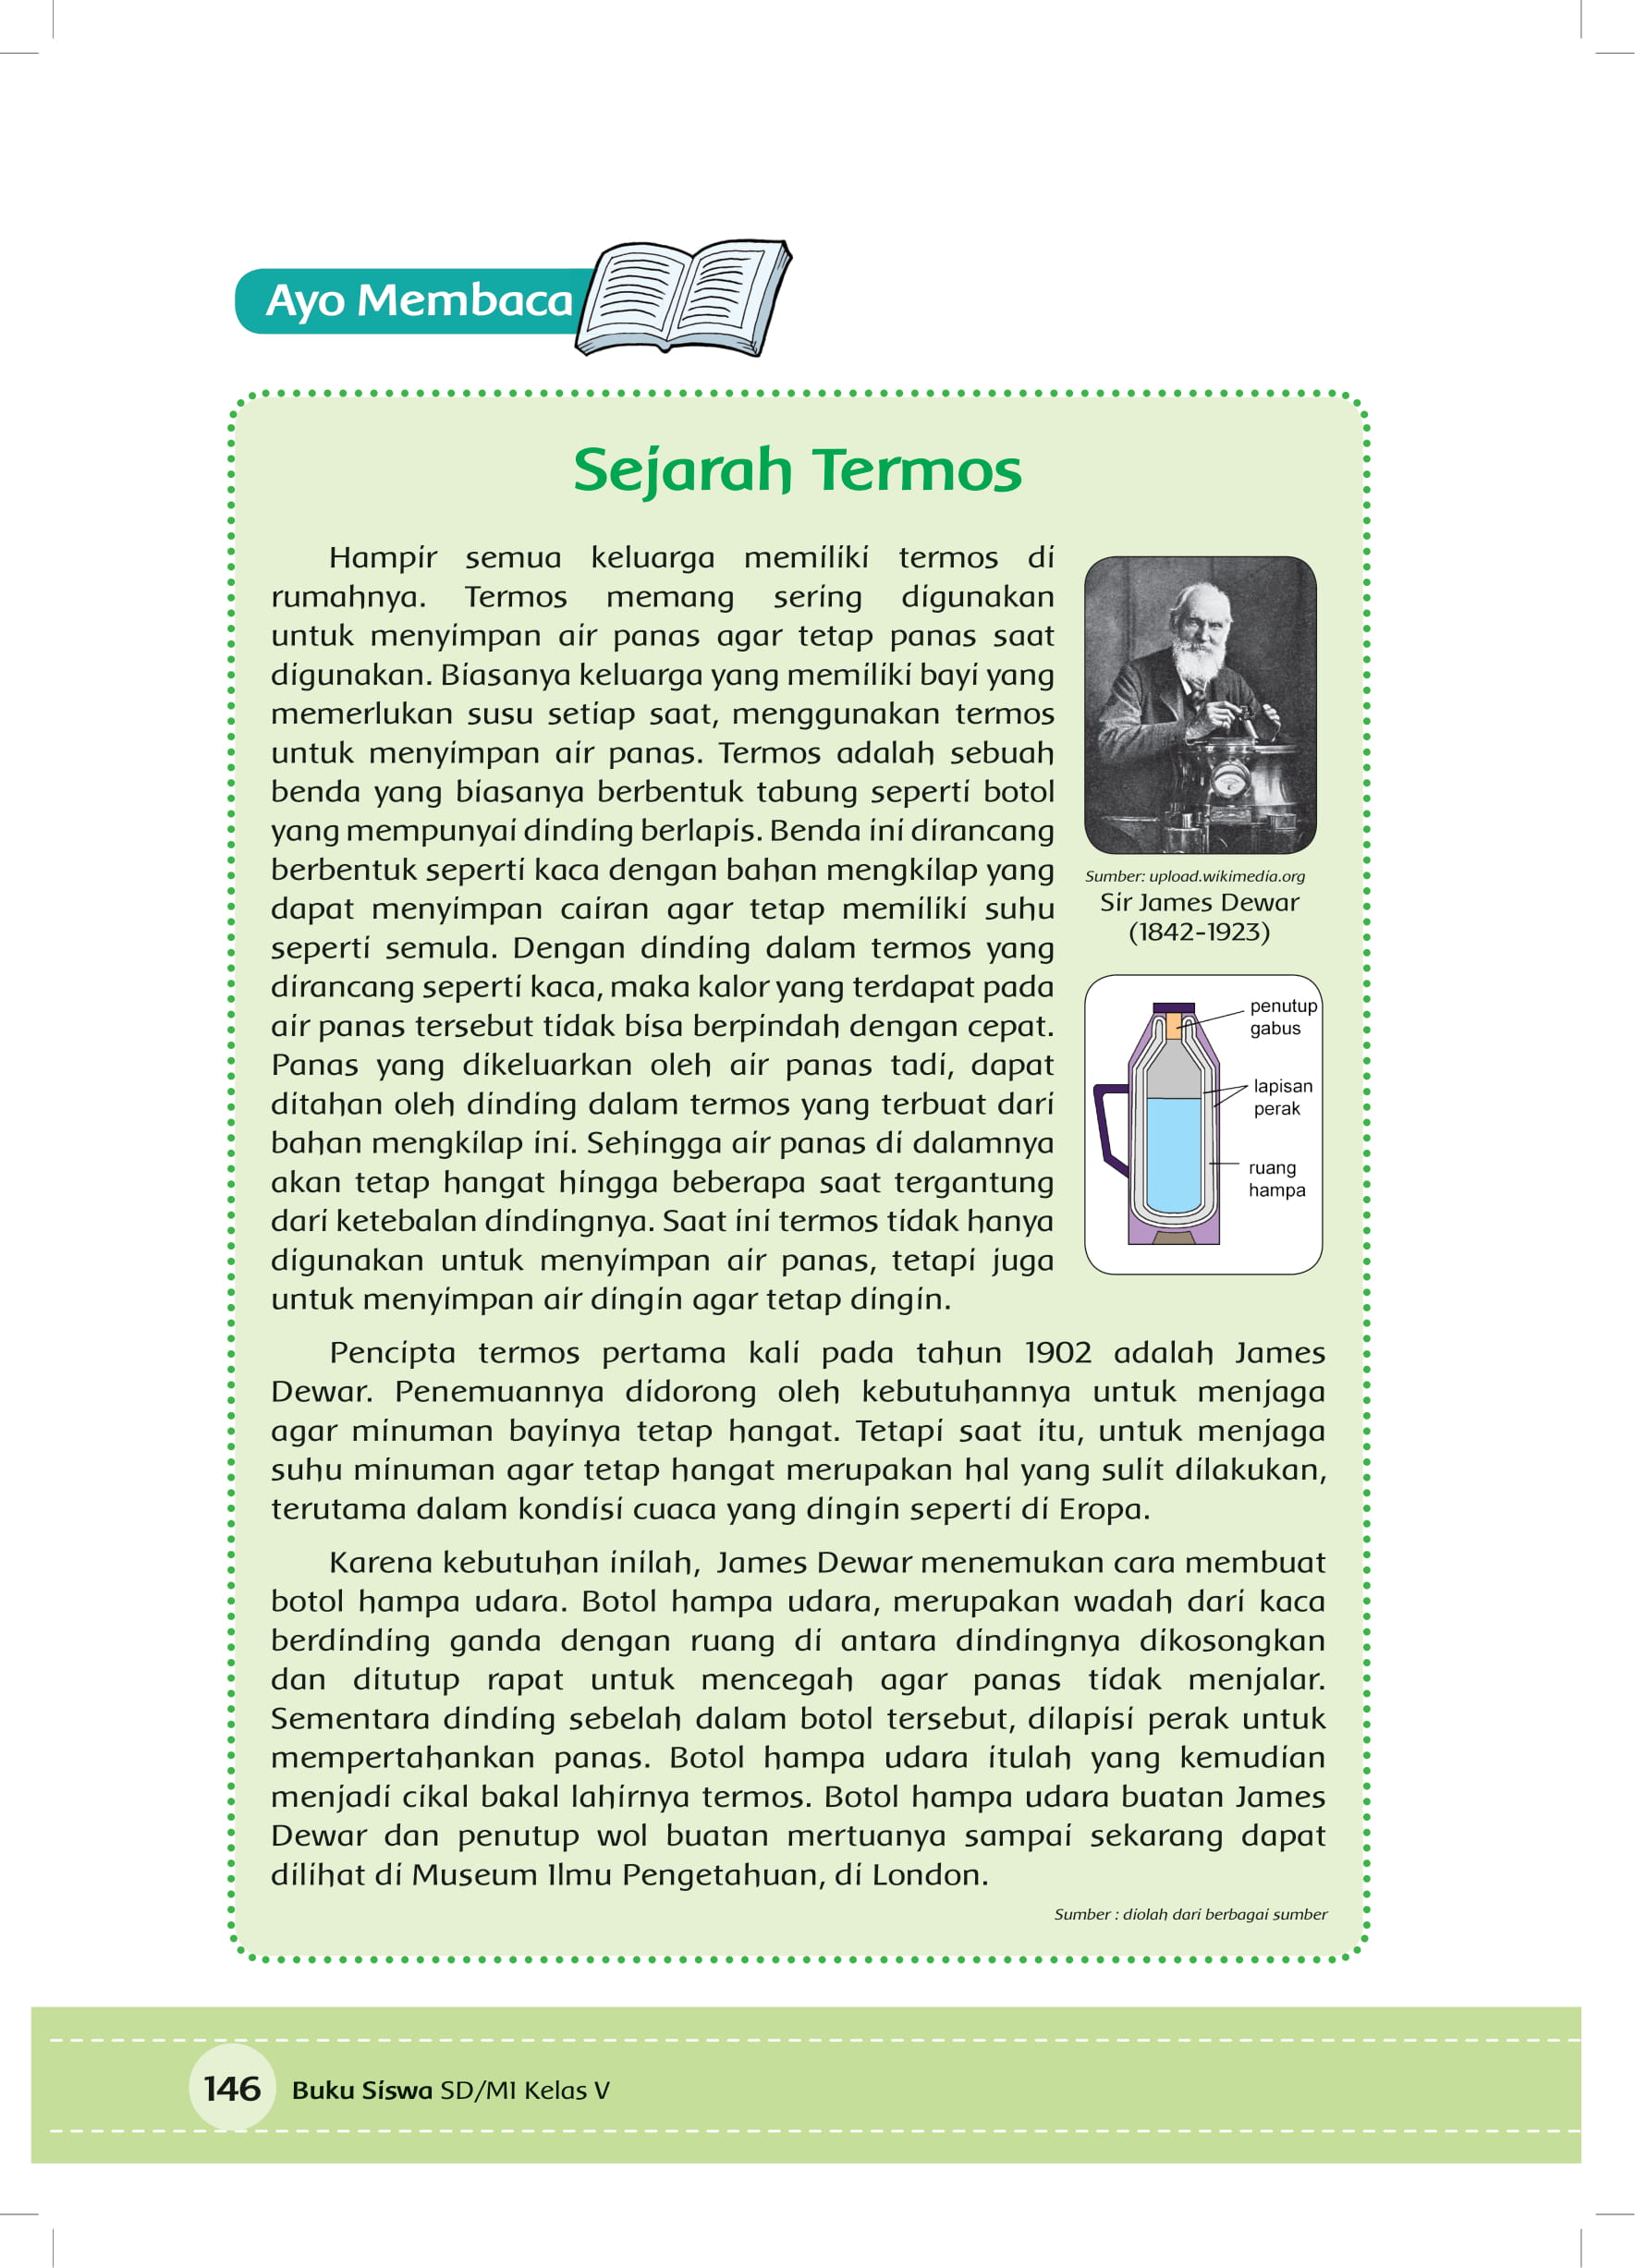 Ayo Membaca
Sejarah Termos
Hampir semua keluarga memiliki termos di
rumahnya. Termos memang sering digunakan
untuk menyimpan air panas agar tetap panas saat
digunakan. Biasanya keluarga yang memiliki bayi yang
memerlukan susu setiap saat, menggunakan termos
untuk menyimpan air panas. Termos adalah sebuah
benda yang biasanya berbentuk tabung seperti botol
yang mempunyai dinding berlapis. Benda ini dirancang
berbentuk seperti kaca dengan bahan mengkilap yang
dapat menyimpan cairan agar tetap memiliki suhu
seperti semula. Dengan dinding dalam termos yang
dirancang seperti kaca, maka kalor yang terdapat pada
air panas tersebut tidak bisa berpindah dengan cepat.
Panas yang dikeluarkan oleh air panas tadi, dapat
ditahan oleh dinding dalam termos yang terbuat dari
bahan mengkilap ini. Sehingga air panas di dalamnya
akan tetap hangat hingga beberapa saat tergantung
dari ketebalan dindingnya. Saat ini termos tidak hanya
digunakan untuk menyimpan air panas, tetapi juga
untuk menyimpan air dingin agar tetap dingin.
Sumber: upload.wikimedia.org
Sir James Dewar
(1842-1923)
penutup
gabus
lapisan
perak
ruang
hampa
Pencipta termos pertama kali pada tahun 1902 adalah James
Dewar. Penemuannya didorong oleh kebutuhannya untuk menjaga
agar minuman bayinya tetap hangat. Tetapi saat itu, untuk menjaga
suhu minuman agar tetap hangat merupakan hal yang sulit dilakukan,
terutama dalam kondisi cuaca yang dingin seperti di Eropa.
Karena kebutuhan inilah, James Dewar menemukan cara membuat
botol hampa udara. Botol hampa udara, merupakan wadah dari kaca
berdinding ganda dengan ruang di antara dindingnya dikosongkan
dan ditutup rapat untuk mencegah agar panas tidak menjalar.
Sementara dinding sebelah dalam botol tersebut, dilapisi perak untuk
mempertahankan panas. Botol hampa udara itulah yang kemudian
menjadi cikal bakal lahirnya termos. Botol hampa udara buatan James
Dewar dan penutup wol buatan mertuanya sampai sekarang dapat
dilihat di Museum Ilmu Pengetahuan, di London.
Sumber : diolah dari berbagai sumber
146 Buku Siswa SD/MI Kelas V